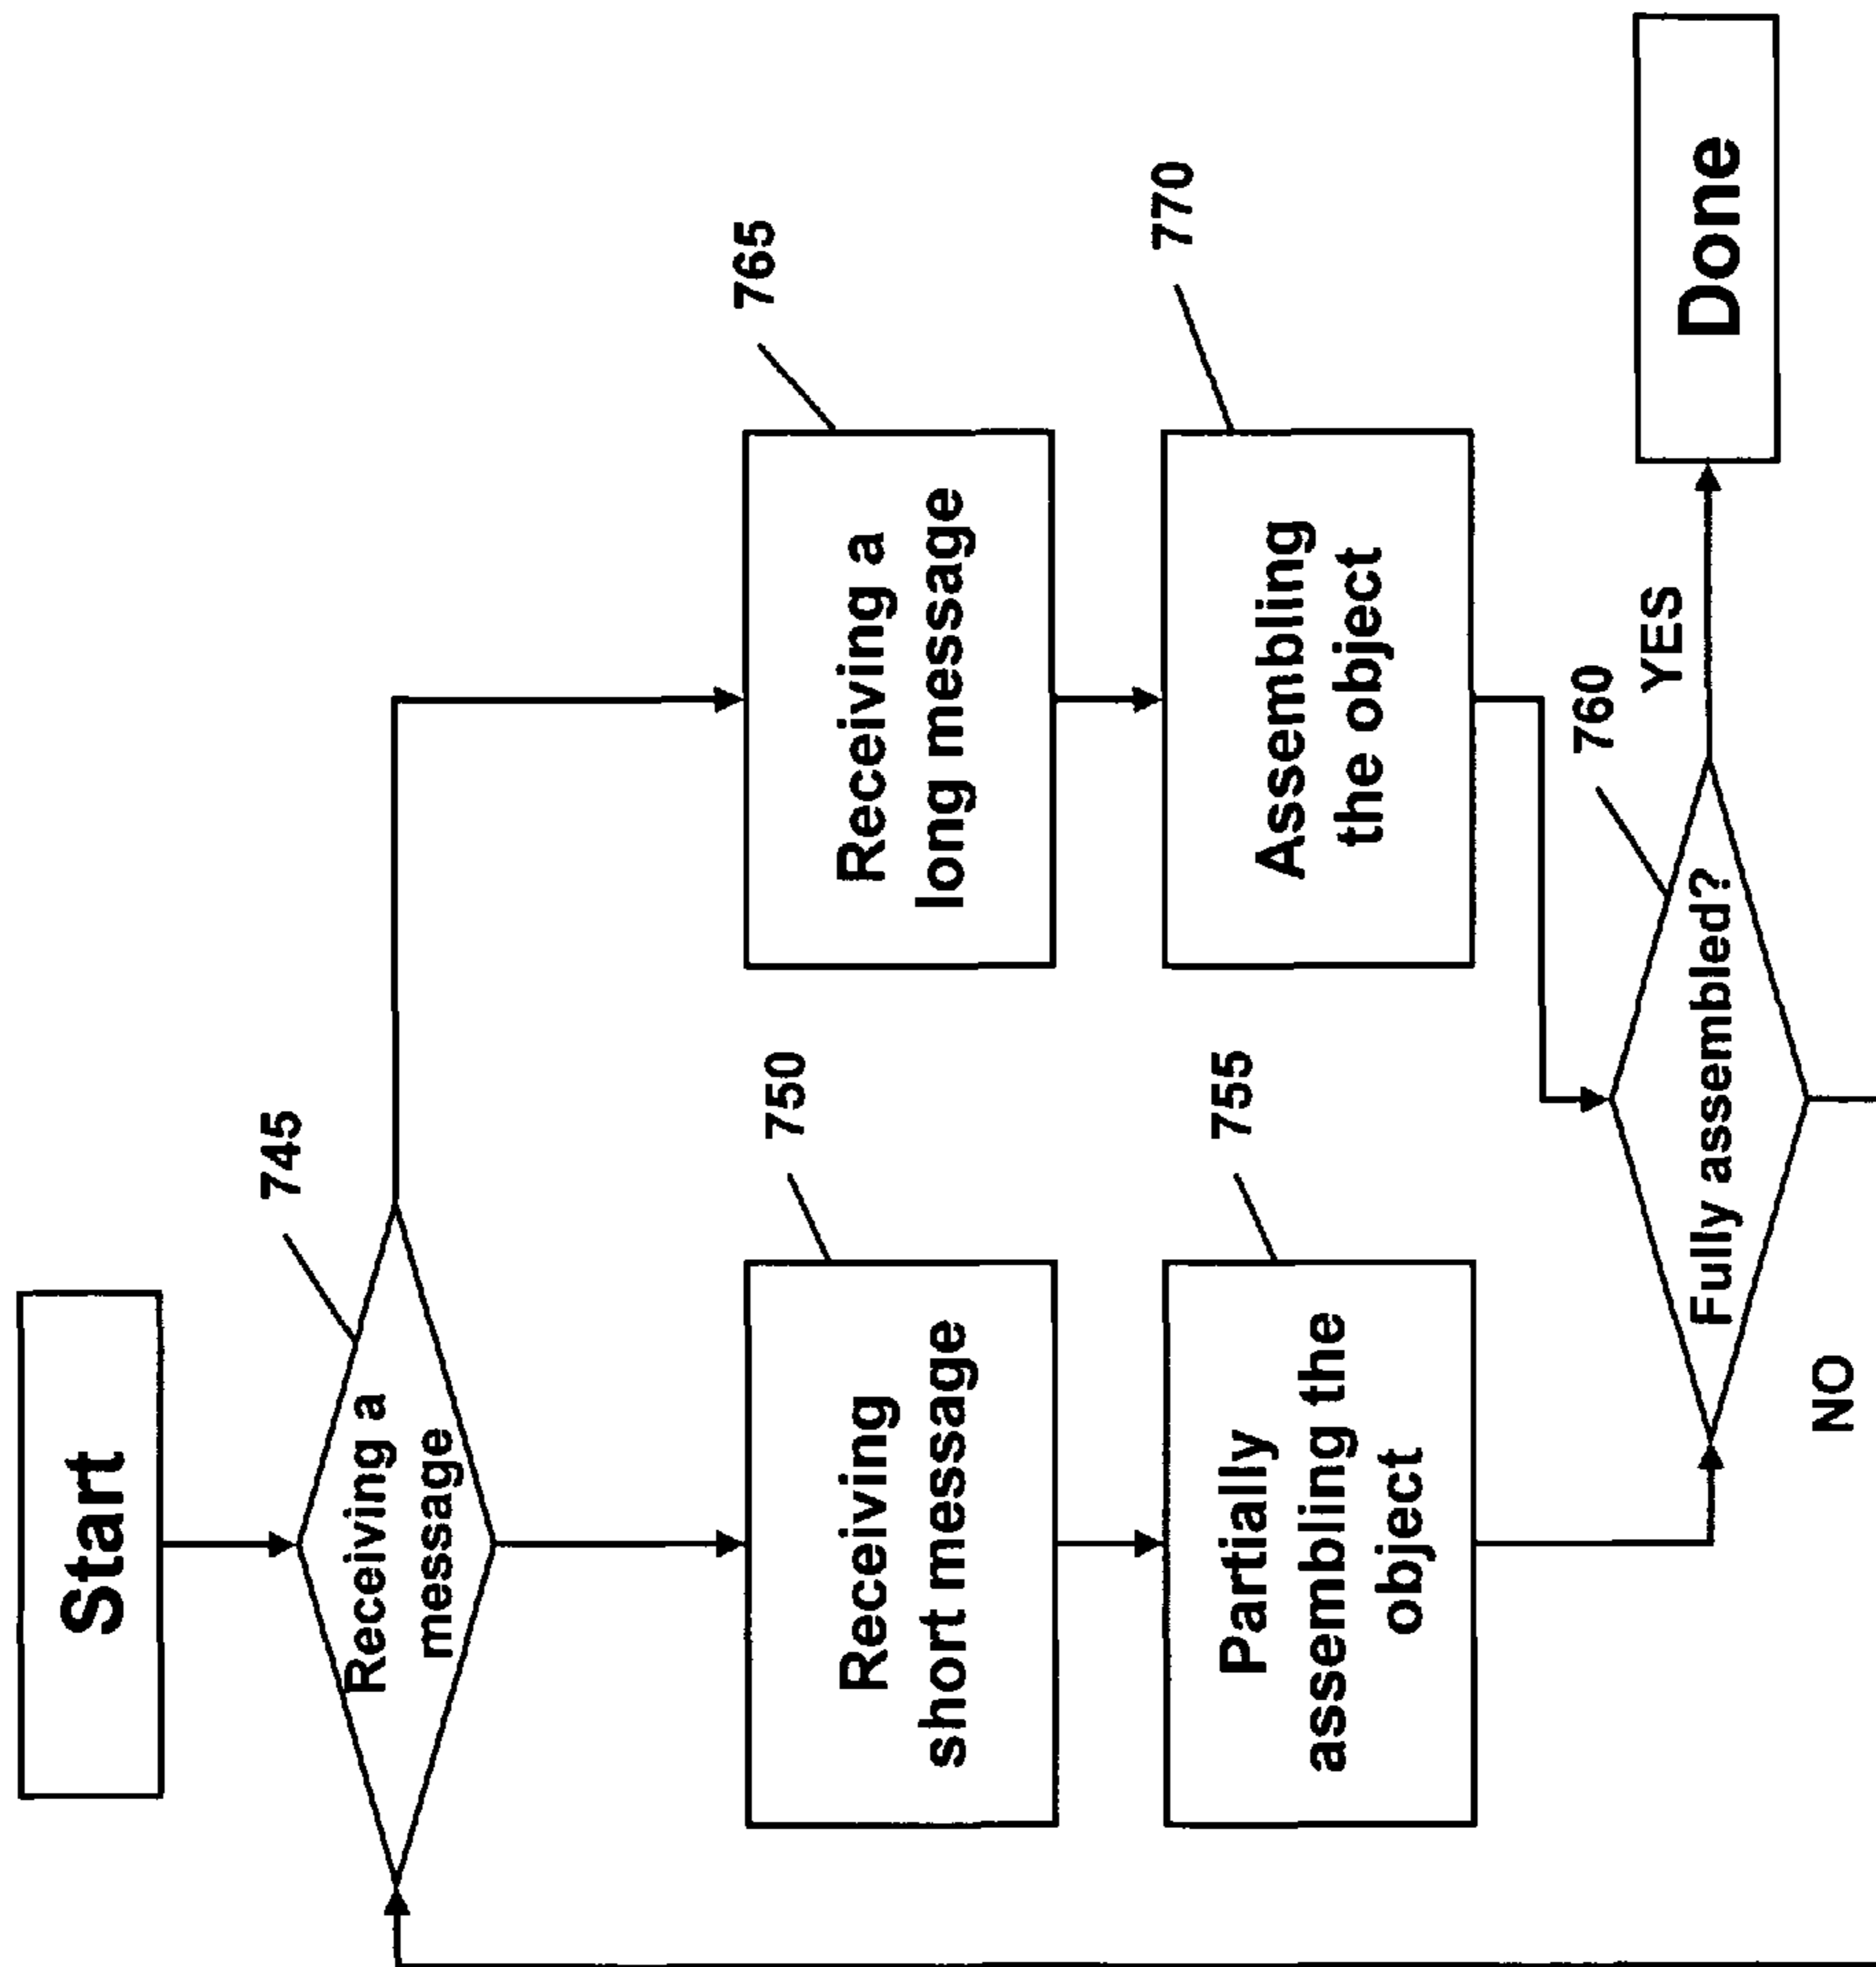 Start
745
Receiving a
message
750
Receiving
short message
765
Receiving a
long message
755
Partially
assembling the
object
770
Assembling
the object
760
Fully assembled?
YES
NO
Done